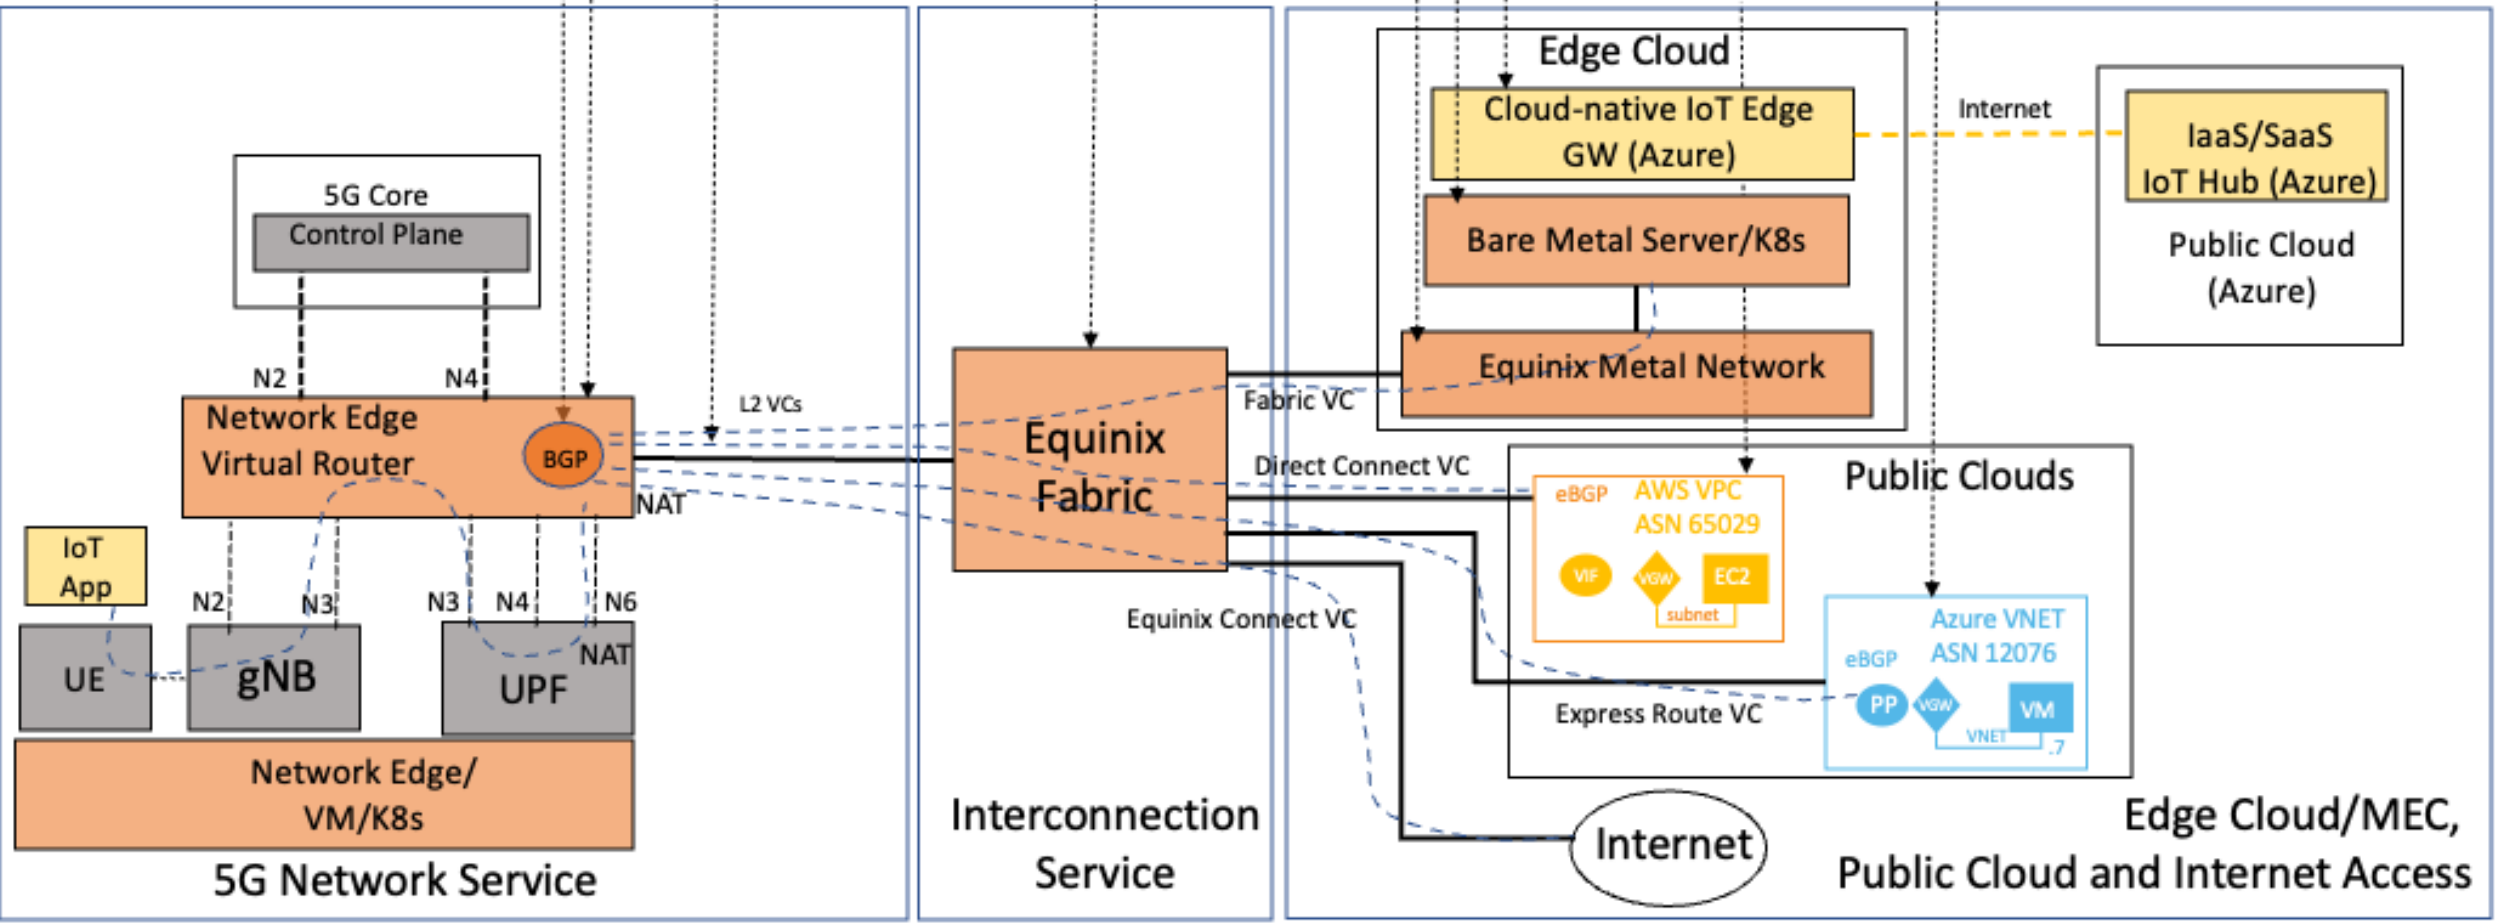 5G Core
Control Plane
N2
N4
Network Edge
Virtual Router
BGP
NAT
L2 VCs
IoT
App
N2
N3
N3
N4
N6
UE
gNB
UPF
NAT
Network Edge/
VM/K8s
5G Network Service
Equinix
Fabric
Interconnection
Service
Edge Cloud
Cloud-native IoT Edge
GW (Azure)
Bare Metal Server/K8s
Equinix Metal Network
Internet
IaaS/SaaS
IoT Hub (Azure)
Public Cloud
(Azure)
Fabric VC
Direct Connect VC
Equinix Connect VC
Express Route VC
Public Clouds
eBGP
AWS VPC
ASN 65029
VIF
VGW
EC2
subnet
Azure VNET
ASN 12076
eBGP
PP
VGW
VM
VNET
.7
Internet
Edge Cloud/MEC,
Public Cloud and Internet Access